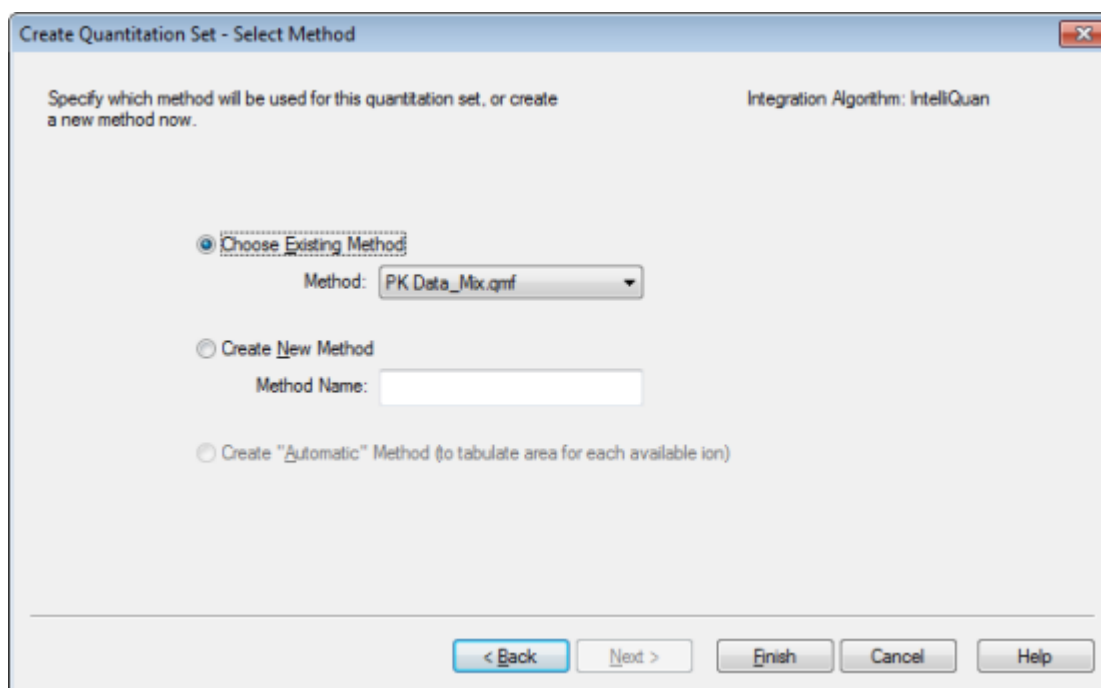 Create Quantitation Set - Select Method
Specify which method will be used for this quantitation set, or create
a new method now.
Integration Algorithm: IntelliQuan
Choose Existing Method
Method: PK Data_Mix.qmf
Create New Method
Method Name:
Create "Automatic" Method (to tabulate area for each available ion)
< Back Next > Finish Cancel Help